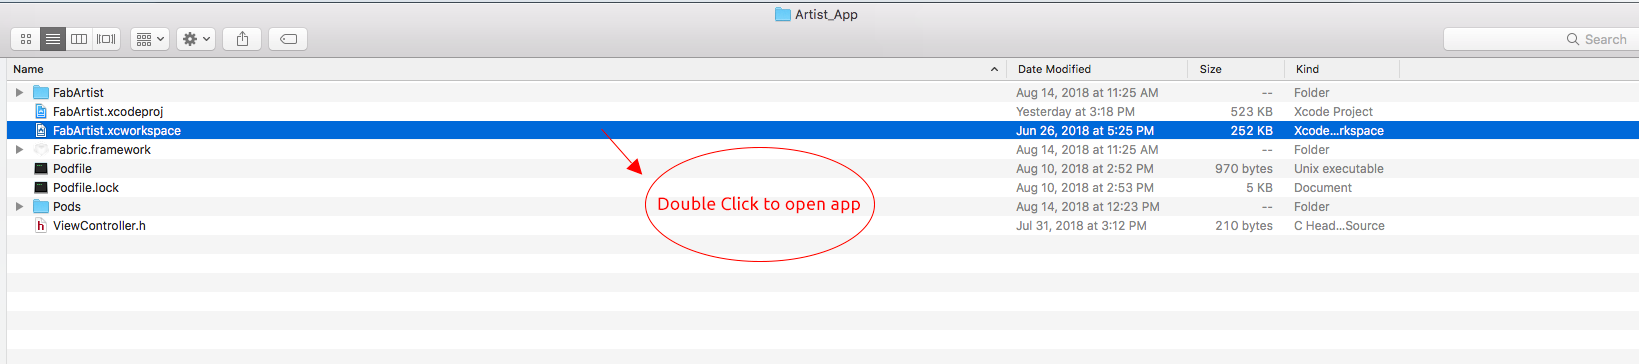 Artist_App
Search
Name Date Modified Size Kind
FabArtist Aug 14, 2018 at 11:25 AM -- Folder
FabArtist.xcodeproj Yesterday at 3:18 PM 523 KB Xcode Project
FabArtist.xcworkspace Jun 26, 2018 at 5:25 PM 252 KB Xcode...rkspace
Fabric.framework Aug 14, 2018 at 11:25 AM -- Folder
Podfile Aug 10, 2018 at 2:52 PM 970 bytes Unix executable
Podfile.lock Aug 10, 2018 at 2:53 PM 5 KB Document
Pods Aug 14, 2018 at 12:23 PM -- Folder
Double Click to open app
ViewController.h Jul 31, 2018 at 3:12 PM 210 bytes C Head...Source